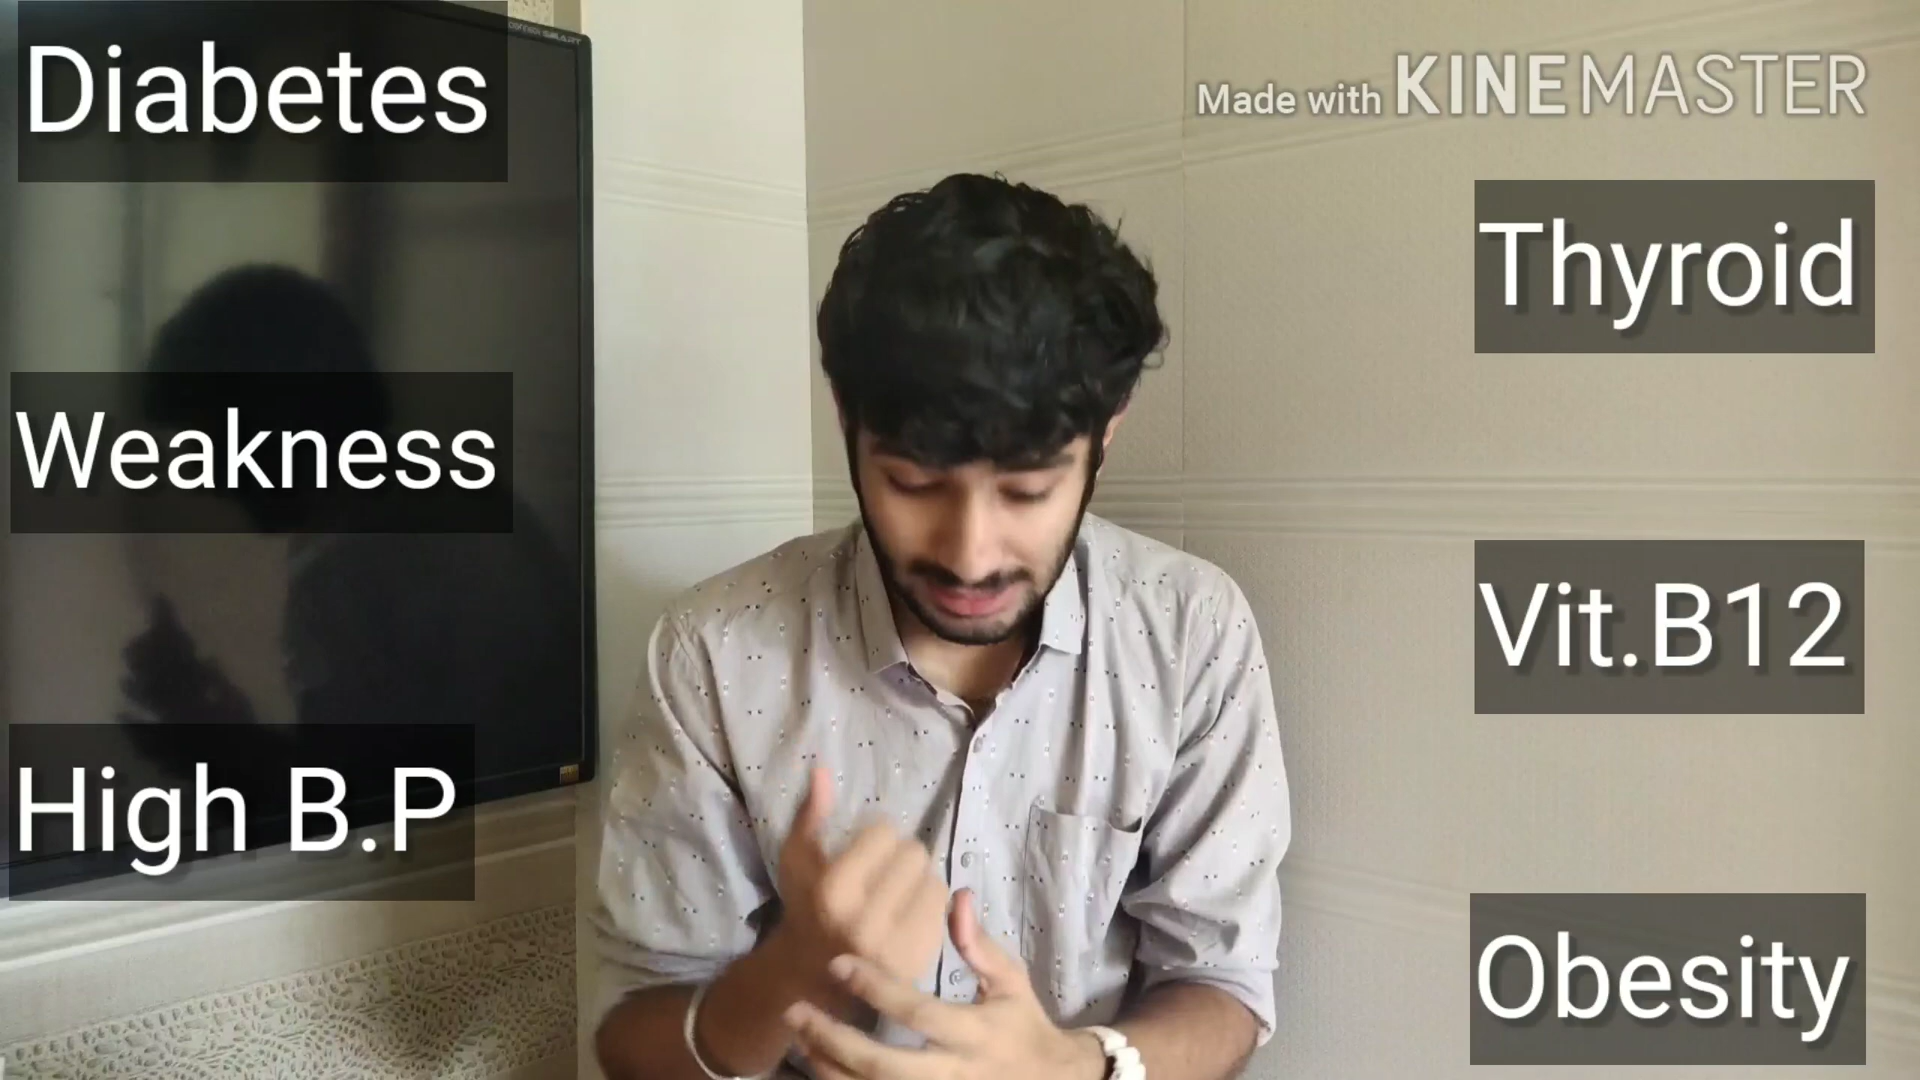 Diabetes
Made with KINEMASTER
Thyroid
Weakness
Vit.B12
High B.P
Obesity